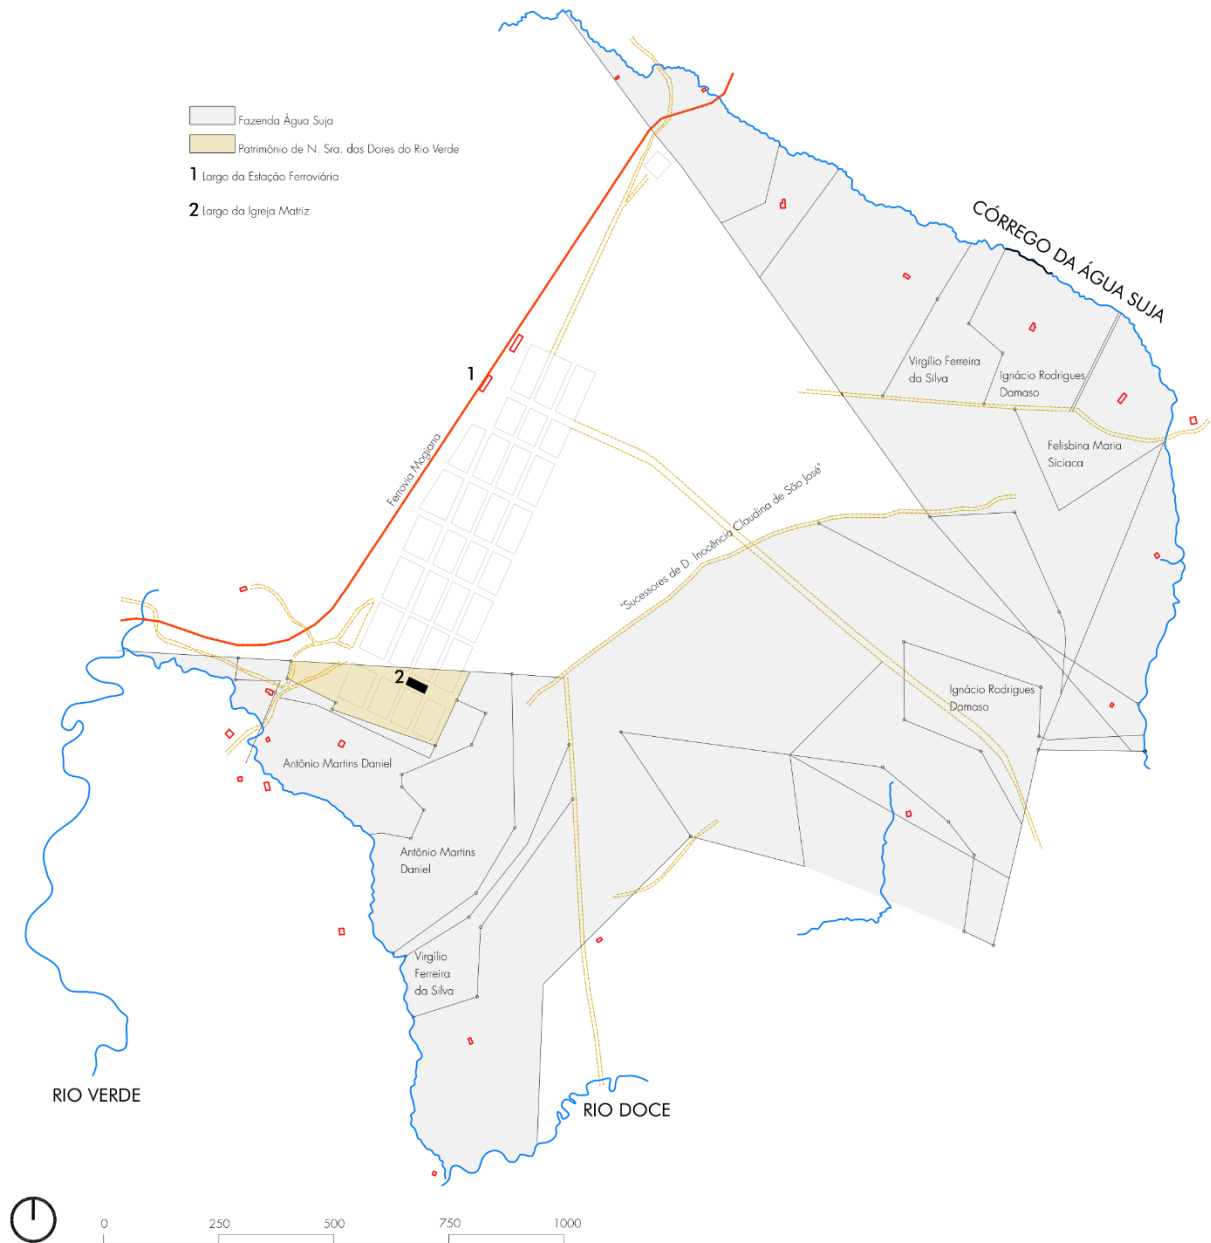 Fazenda Água Suja
Patrimônio de N. Sra. das Dores do Rio Verde
1 Largo da Estação Ferroviária
2 Largo da Igreja Matriz
CÓRREGO DA ÁGUA SUJA
1
Virgílio Ferreira
da Silva
Ignácio Rodrigues
Damaso
Felisbina Maria
Siciaca
Ferrovia Mogiana
"Sucessores de D. Inocência Claudina de São José"
2
Ignácio Rodrigues
Damaso
Antônio Martins Daniel
Antônio Martins
Daniel
Virgílio
Ferreira
da Silva
RIO VERDE
RIO DOCE
0 250 500 750 1000